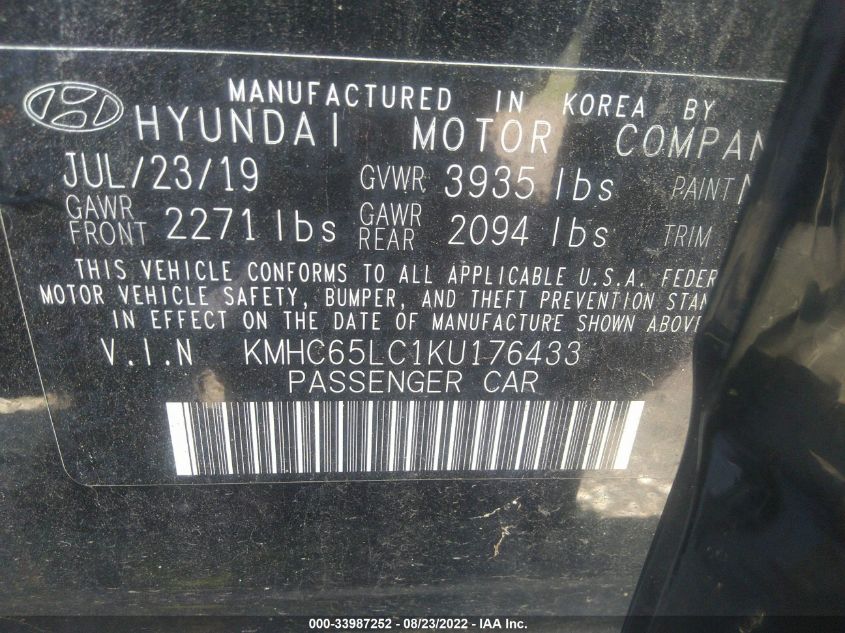 MANUFACTURED IN KOREA BY
HYUNDAI MOTOR COMPAN
JUL/23/19 GVWR 3935 lbs PAINT
GAWR FRONT 2271 lbs GAWR REAR 2094 lbs TRIM
THIS VEHICLE CONFORMS TO ALL APPLICABLE U.S.A. FEDER
MOTOR VEHICLE SAFETY, BUMPER, AND THEFT PREVENTION STAN
IN EFFECT ON THE DATE OF MANUFACTURE SHOWN ABOVE
V.I.N KMHC65LC1KU176433
PASSENGER CAR
000-33987252 - 08/23/2022 - IAA Inc.